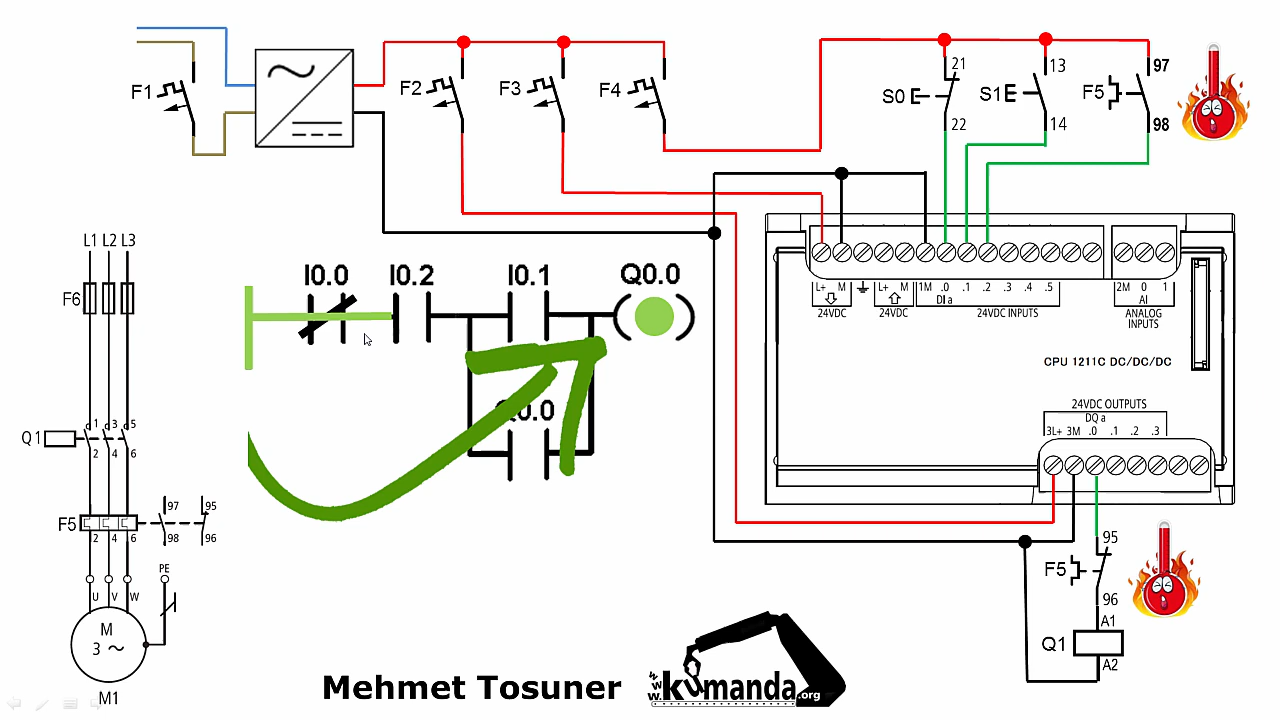 F1
F2
F3
F4
S0
21
22
S1
13
14
F5
97
98
L1 L2 L3
F6
Q1
1 3 5
2 4 6
F5
97
98
95
96
2 4 6
U V W
PE
M
3 ~
M1
I0.0
I0.2
I0.1
Q0.0
Q0.0
L+ M
24VDC
L+ M
24VDC
1M .0 .1 .2 .3 .4 .5
DI a
24VDC INPUTS
2M 0 1
AI
ANALOG
INPUTS
CPU 1211C DC/DC/DC
24VDC OUTPUTS
DQ a
3L+ 3M .0 .1 .2 .3
F5
95
96
Q1
A1
A2
Mehmet Tosuner
www.kumanda.org